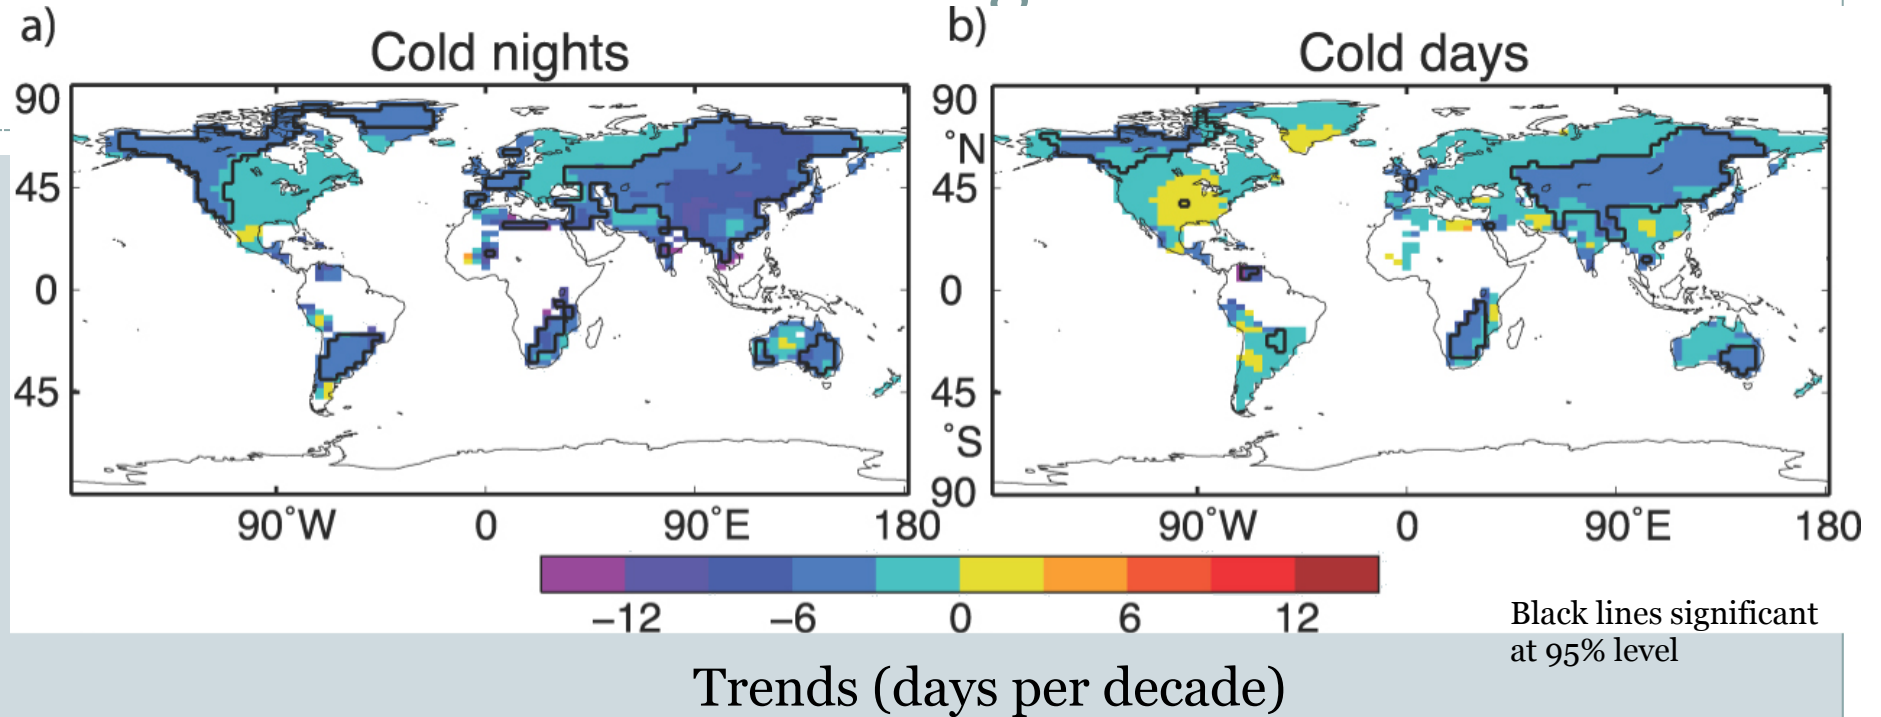 a)
Cold nights
90
45
0
45
90°W
0
90°E
180
b)
Cold days
90
°N
45
0
45
°S
90
90°W
0
90°E
180
−12
−6
0
6
12
Black lines significant
at 95% level
Trends (days per decade)